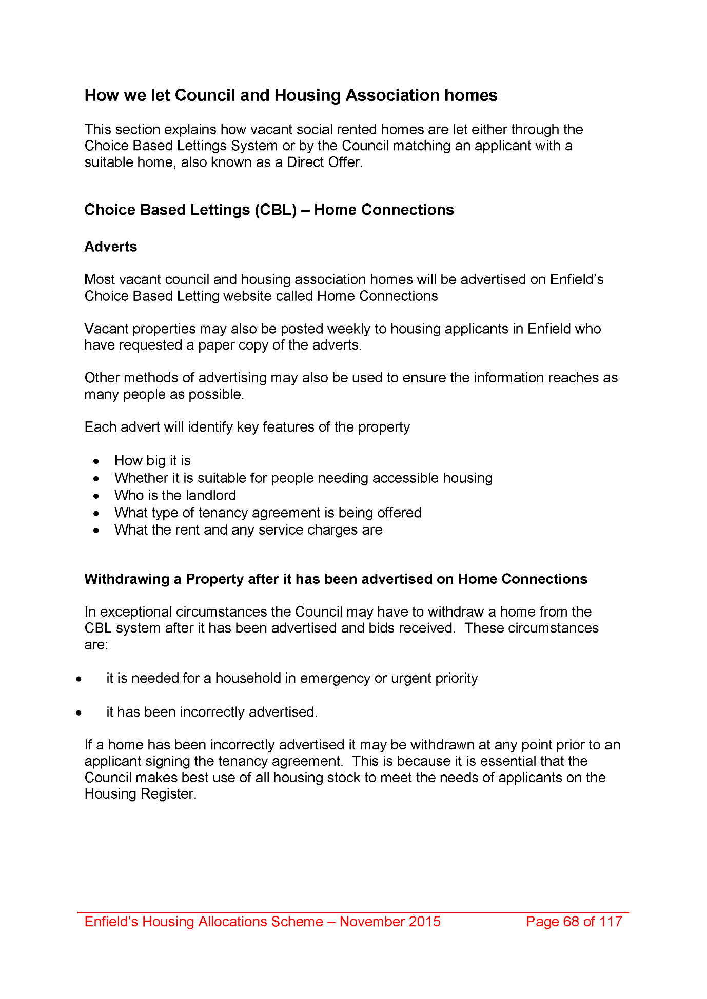 How we let Council and Housing Association homes
This section explains how vacant social rented homes are let either through the
Choice Based Lettings System or by the Council matching an applicant with a
suitable home, also known as a Direct Offer.
Choice Based Lettings (CBL) – Home Connections
Adverts
Most vacant council and housing association homes will be advertised on Enfield’s
Choice Based Letting website called Home Connections
Vacant properties may also be posted weekly to housing applicants in Enfield who
have requested a paper copy of the adverts.
Other methods of advertising may also be used to ensure the information reaches as
many people as possible.
Each advert will identify key features of the property
• How big it is
• Whether it is suitable for people needing accessible housing
• Who is the landlord
• What type of tenancy agreement is being offered
• What the rent and any service charges are
Withdrawing a Property after it has been advertised on Home Connections
In exceptional circumstances the Council may have to withdraw a home from the
CBL system after it has been advertised and bids received.  These circumstances
are:
• it is needed for a household in emergency or urgent priority
• it has been incorrectly advertised.
If a home has been incorrectly advertised it may be withdrawn at any point prior to an
applicant signing the tenancy agreement.  This is because it is essential that the
Council makes best use of all housing stock to meet the needs of applicants on the
Housing Register.
Enfield’s Housing Allocations Scheme – November 2015 Page 68 of 117